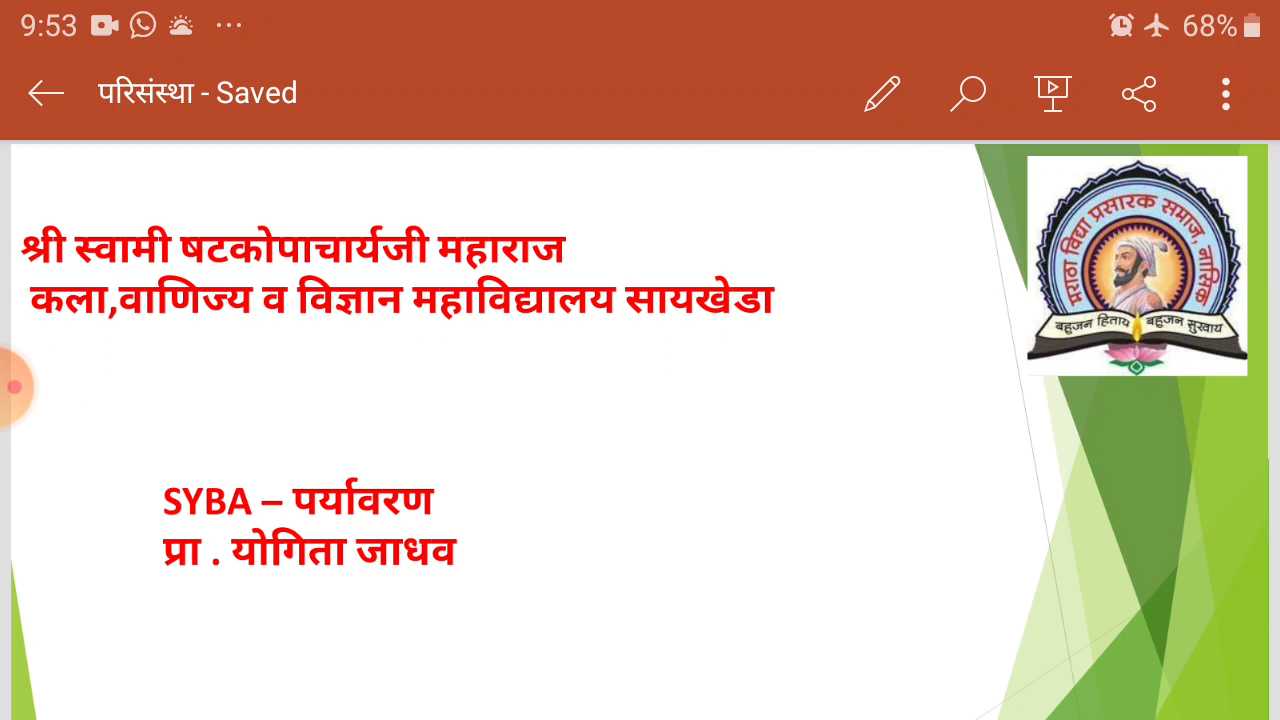 9:53
68%
परिसंस्था - Saved
मराठा विद्या प्रसारक समाज, नासिक
बहुजन हिताय बहुजन सुखाय
श्री स्वामी षटकोपाचार्यजी महाराज
कला,वाणिज्य व विज्ञान महाविद्यालय सायखेडा
SYBA – पर्यावरण
प्रा . योगिता जाधव